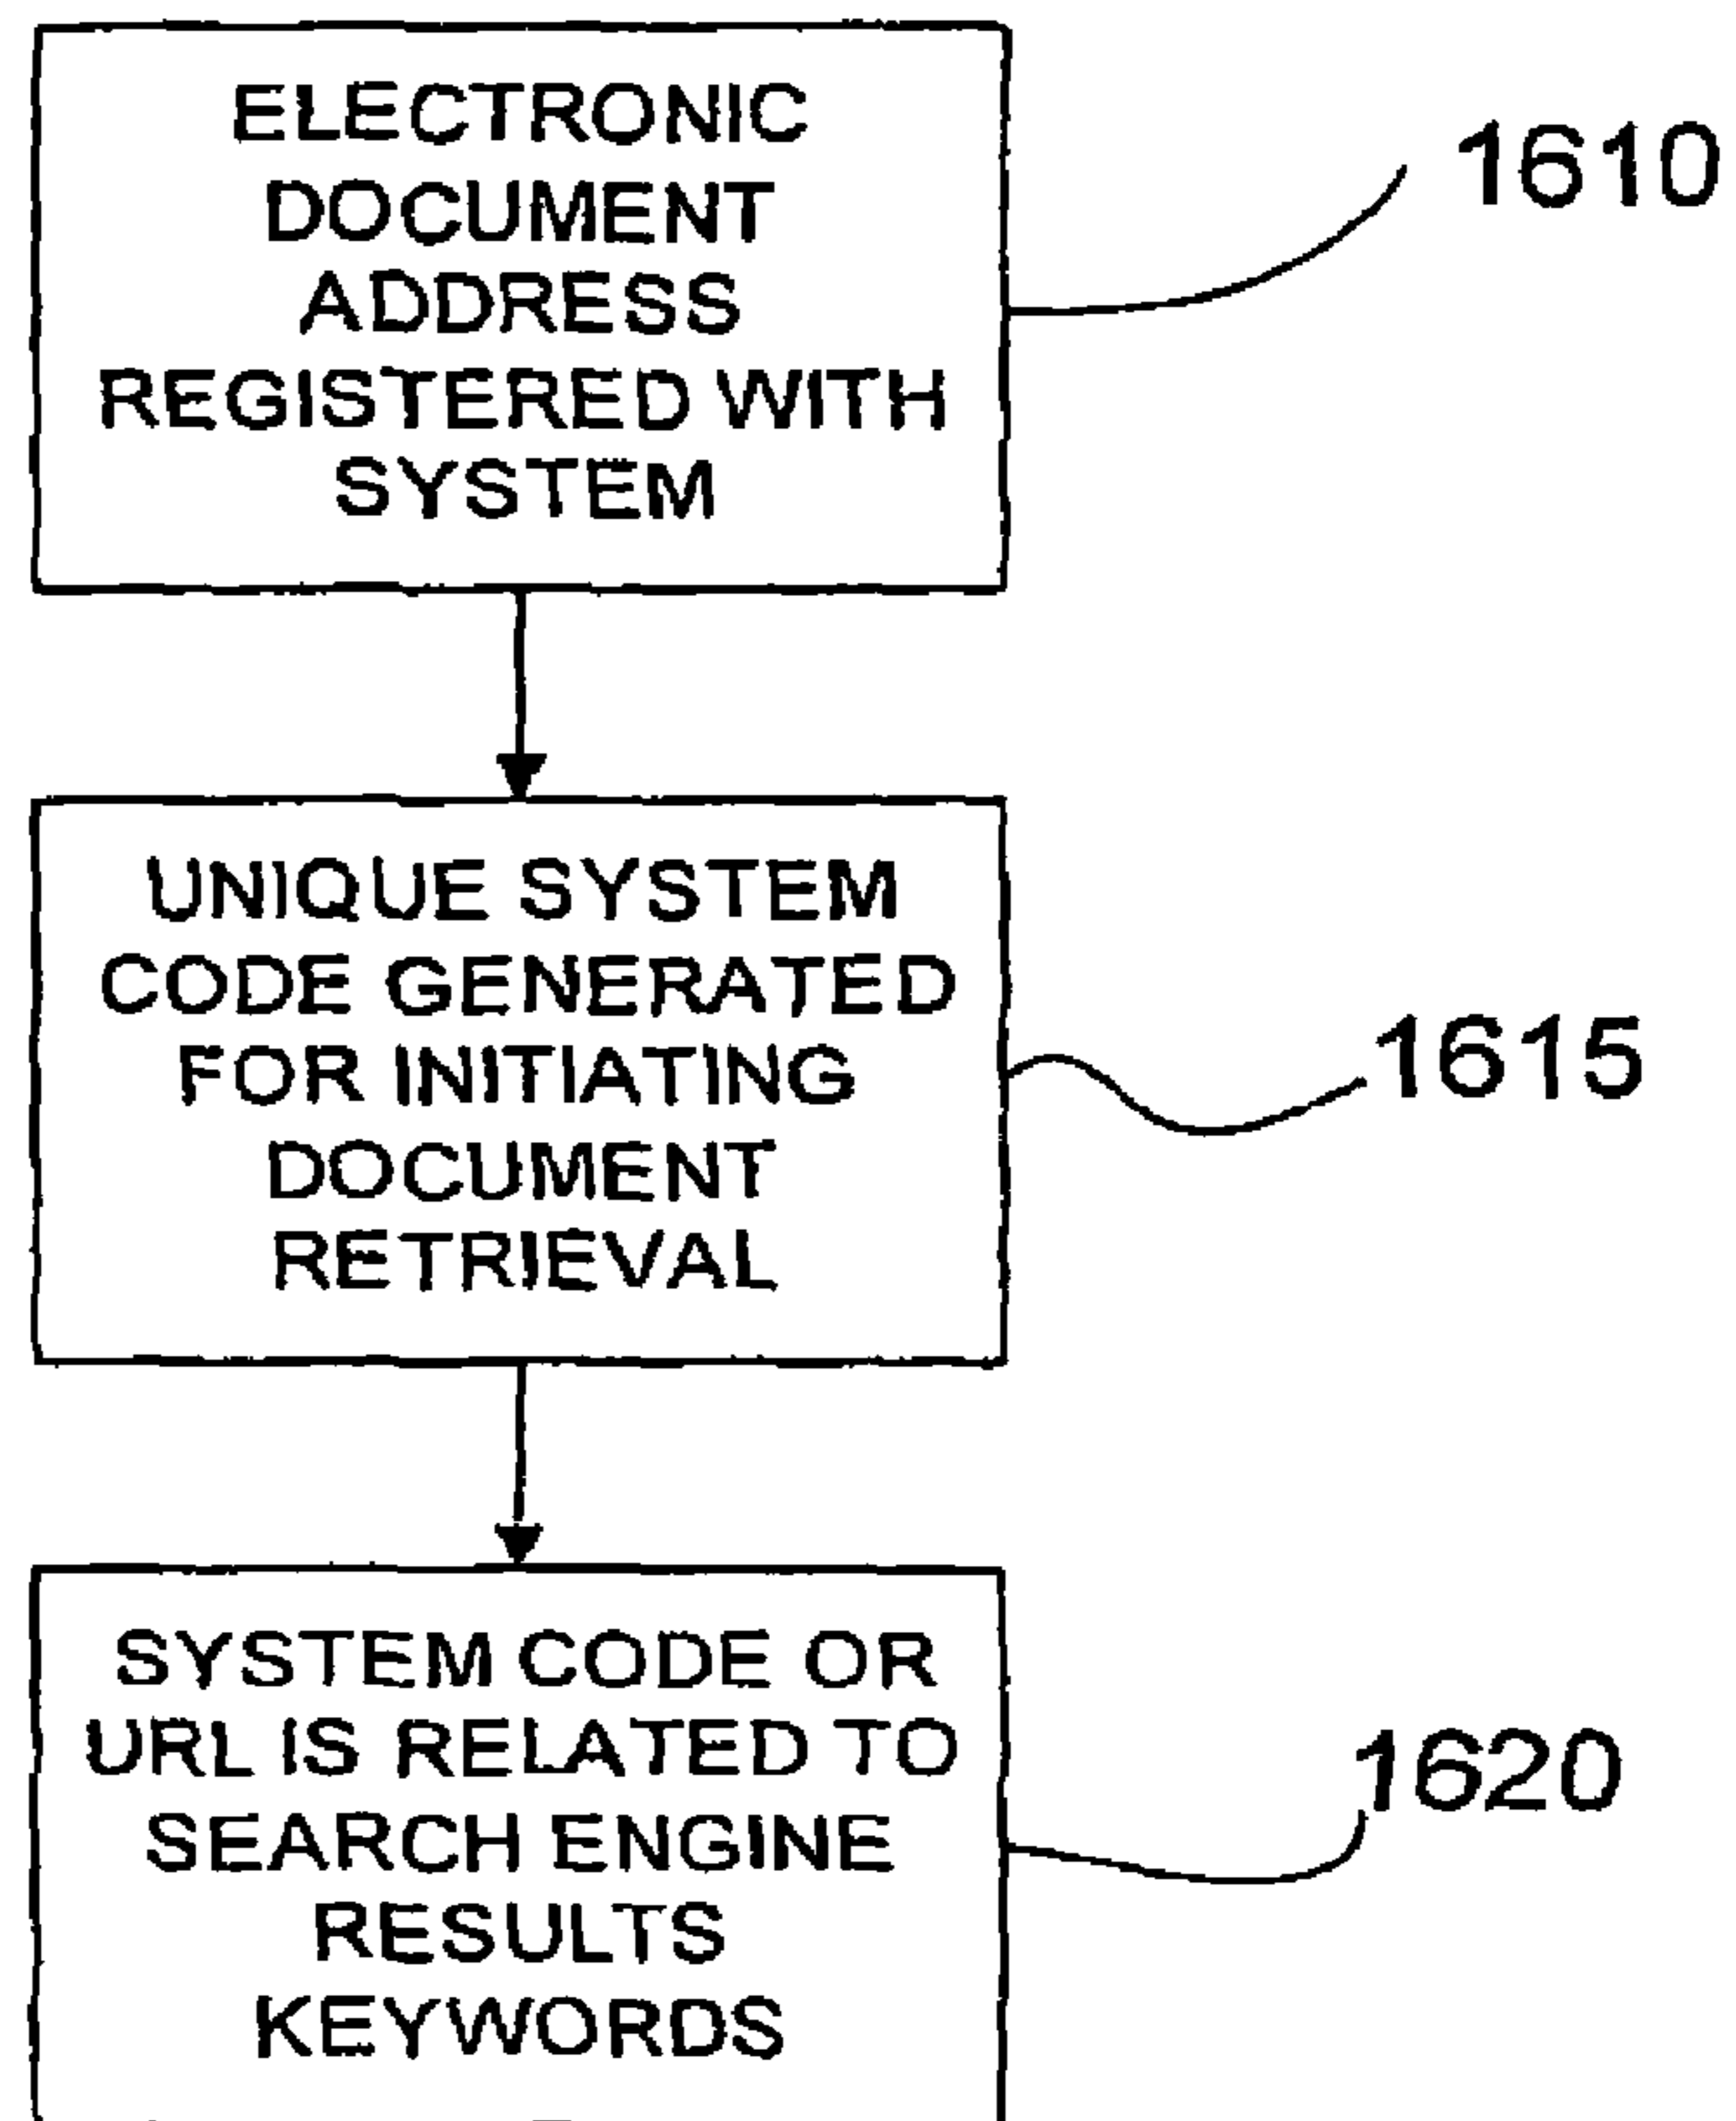 ELECTRONIC
DOCUMENT
ADDRESS
REGISTERED WITH
SYSTEM
1610
UNIQUE SYSTEM
CODE GENERATED
FOR INITIATING
DOCUMENT
RETRIEVAL
1615
SYSTEM CODE OR
URL IS RELATED TO
SEARCH ENGINE
RESULTS
KEYWORDS
1620